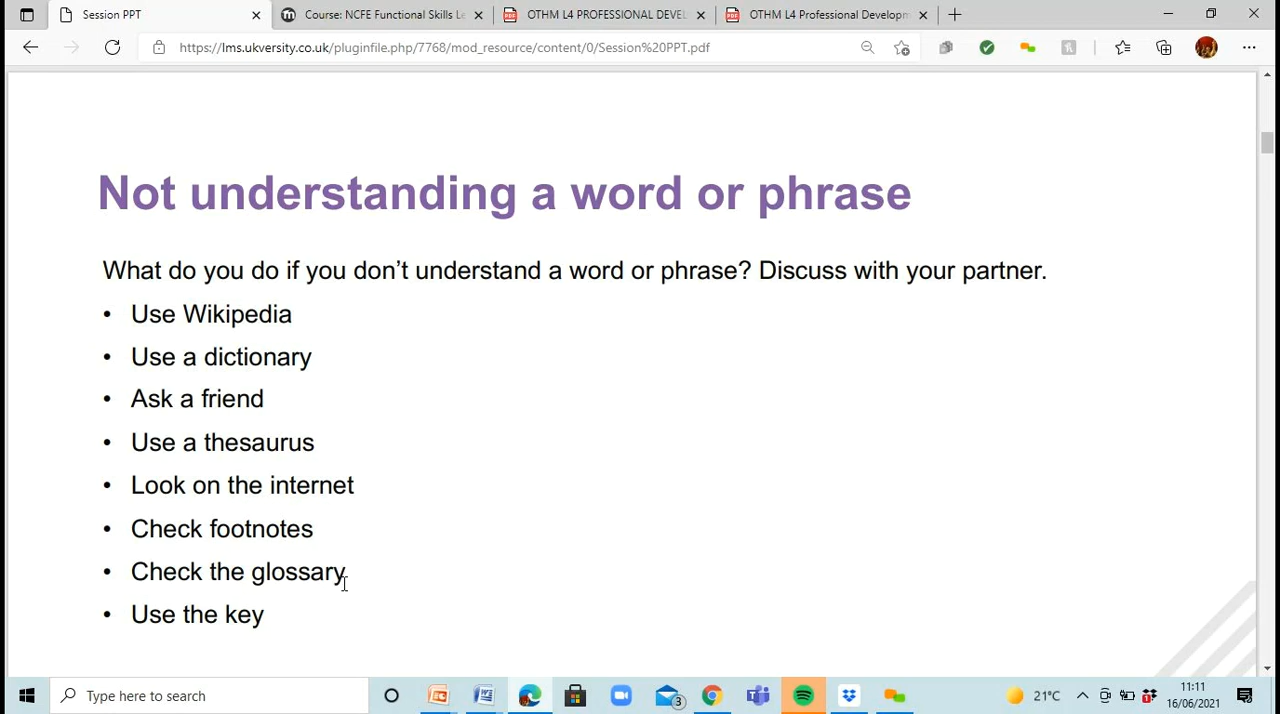 Session PPT
Course: NCFE Functional Skills Le
OTHM L4 PROFESSIONAL DEVEL
OTHM L4 Professional Developm
https://lms.ukversity.co.uk/pluginfile.php/7768/mod_resource/content/0/Session%20PPT.pdf
Not understanding a word or phrase
What do you do if you don’t understand a word or phrase? Discuss with your partner.
• Use Wikipedia
• Use a dictionary
• Ask a friend
• Use a thesaurus
• Look on the internet
• Check footnotes
• Check the glossary
• Use the key
Type here to search
3
21°C
11:11
16/06/2021